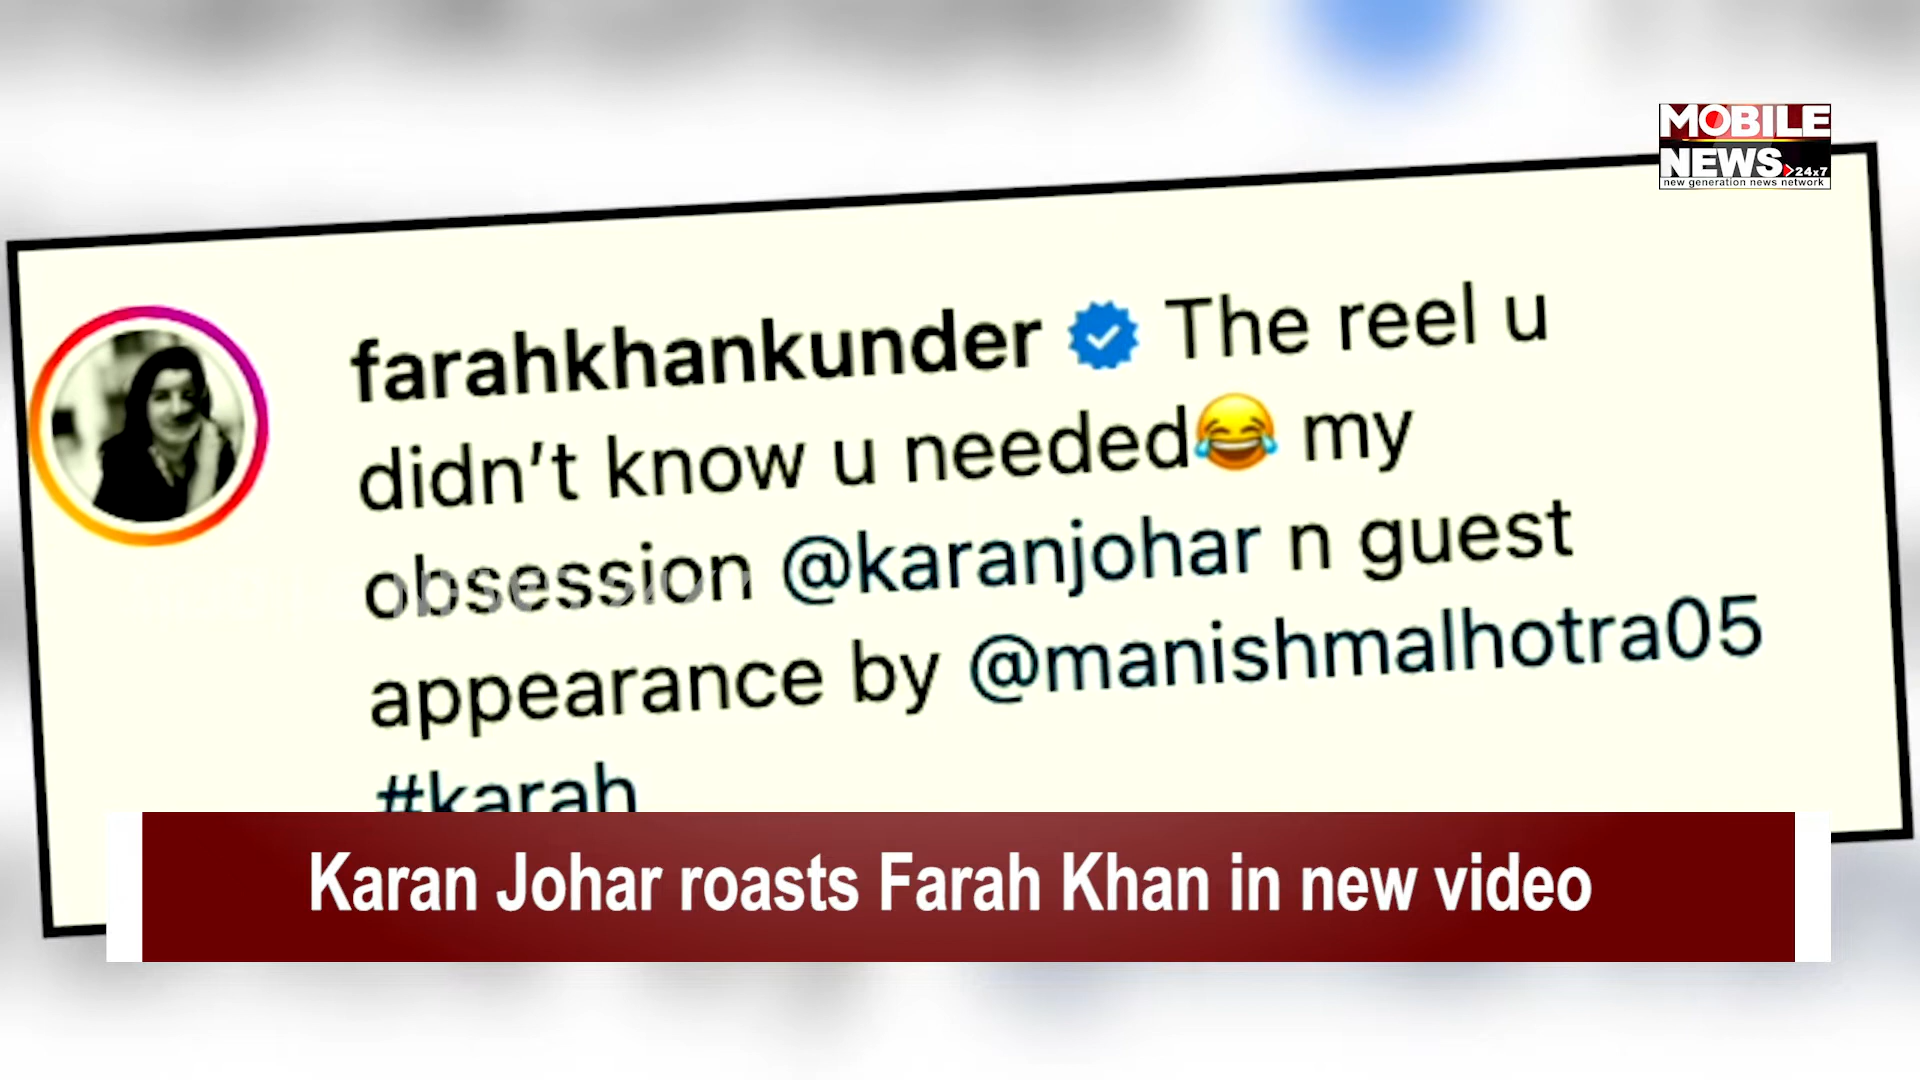 MOBILE
NEWS 24x7
new generation news network
farahkhankunder The reel u
didn't know u needed😂 my
obsession @karanjohar n guest
appearance by @manishmalhotra05
#karah
Karan Johar roasts Farah Khan in new video